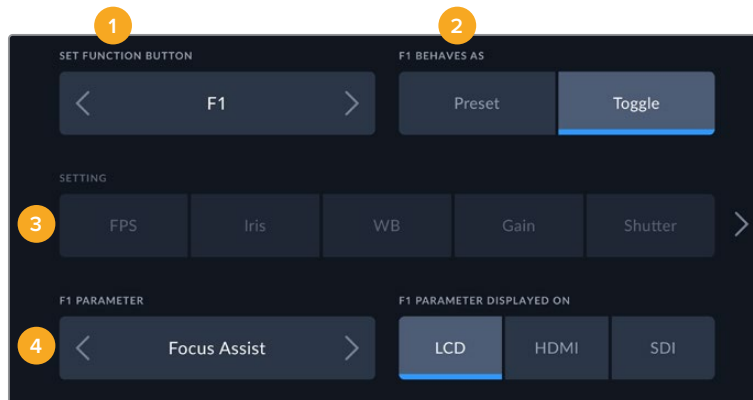 1
2
SET FUNCTION BUTTON
F1 BEHAVES AS
F1
Preset
Toggle
SETTING
3
FPS
Iris
WB
Gain
Shutter
F1 PARAMETER
F1 PARAMETER DISPLAYED ON
4
Focus Assist
LCD
HDMI
SDI